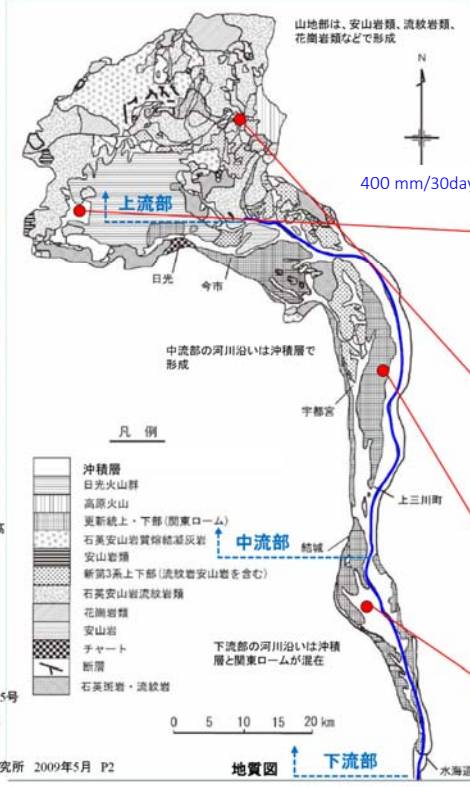 山地部は、安山岩類、流紋岩類、
花崗岩類などで形成
N
400 mm/30day
上流部
日光
今市
中流部の河川沿いは沖積層で
形成
宇都宮
凡 例
沖積層
日光火山群
高原火山
更新統上・下部(関東ローム)
石英安山岩質熔結凝灰岩
安山岩類
新第3系上下部(流紋岩安山岩を含む)
石英安山岩流紋岩類
花崗岩類
安山岩
チャート
断層
石英斑岩・流紋岩
上三川町
中流部
結城
下流部の河川沿いは沖積
層と関東ロームが混在
5号
0 5 10 15 20 km
究所 2009年5月 P2
地質図
下流部
水海道